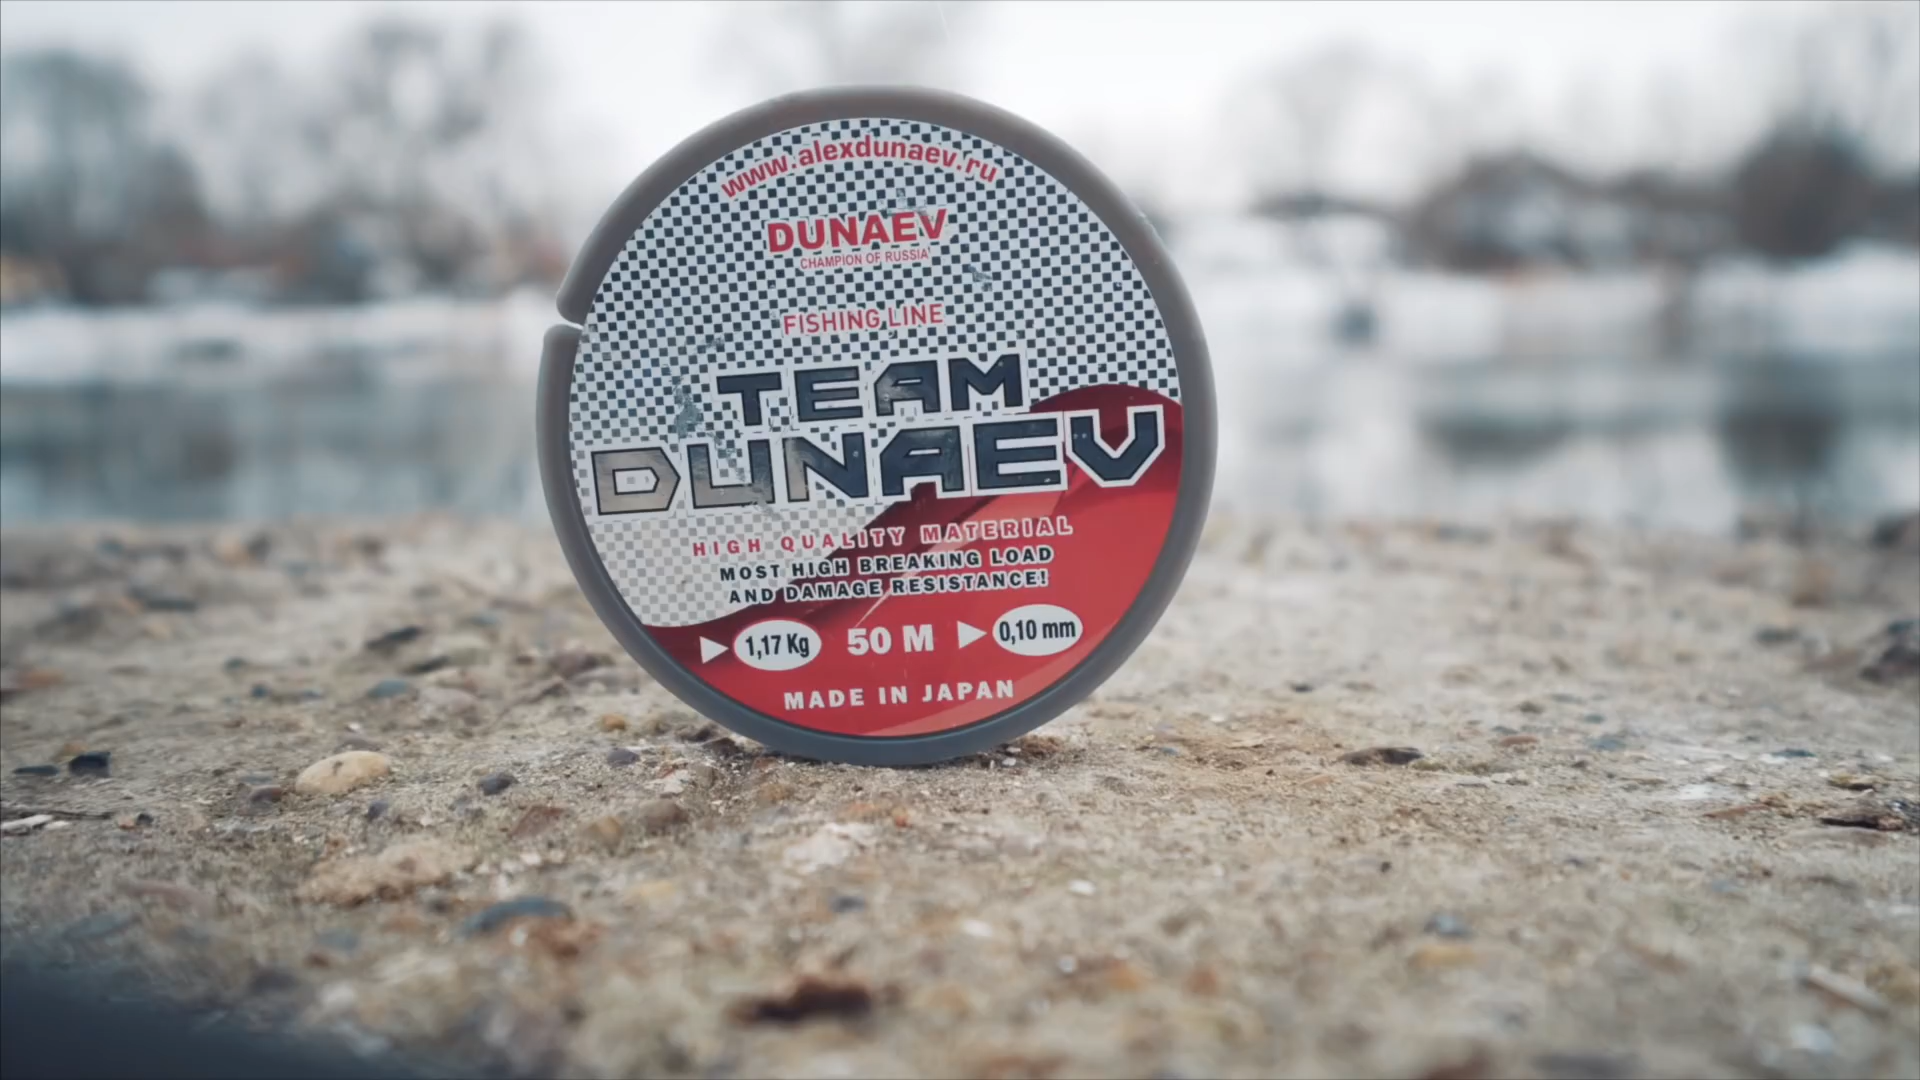 www.alexdunaev.ru
DUNAEV
CHAMPION OF RUSSIA
FISHING LINE
TEAM
DUNAEV
HIGH QUALITY MATERIAL
MOST HIGH BREAKING LOAD
AND DAMAGE RESISTANCE!
1,17 Kg 50 M 0,10 mm
MADE IN JAPAN